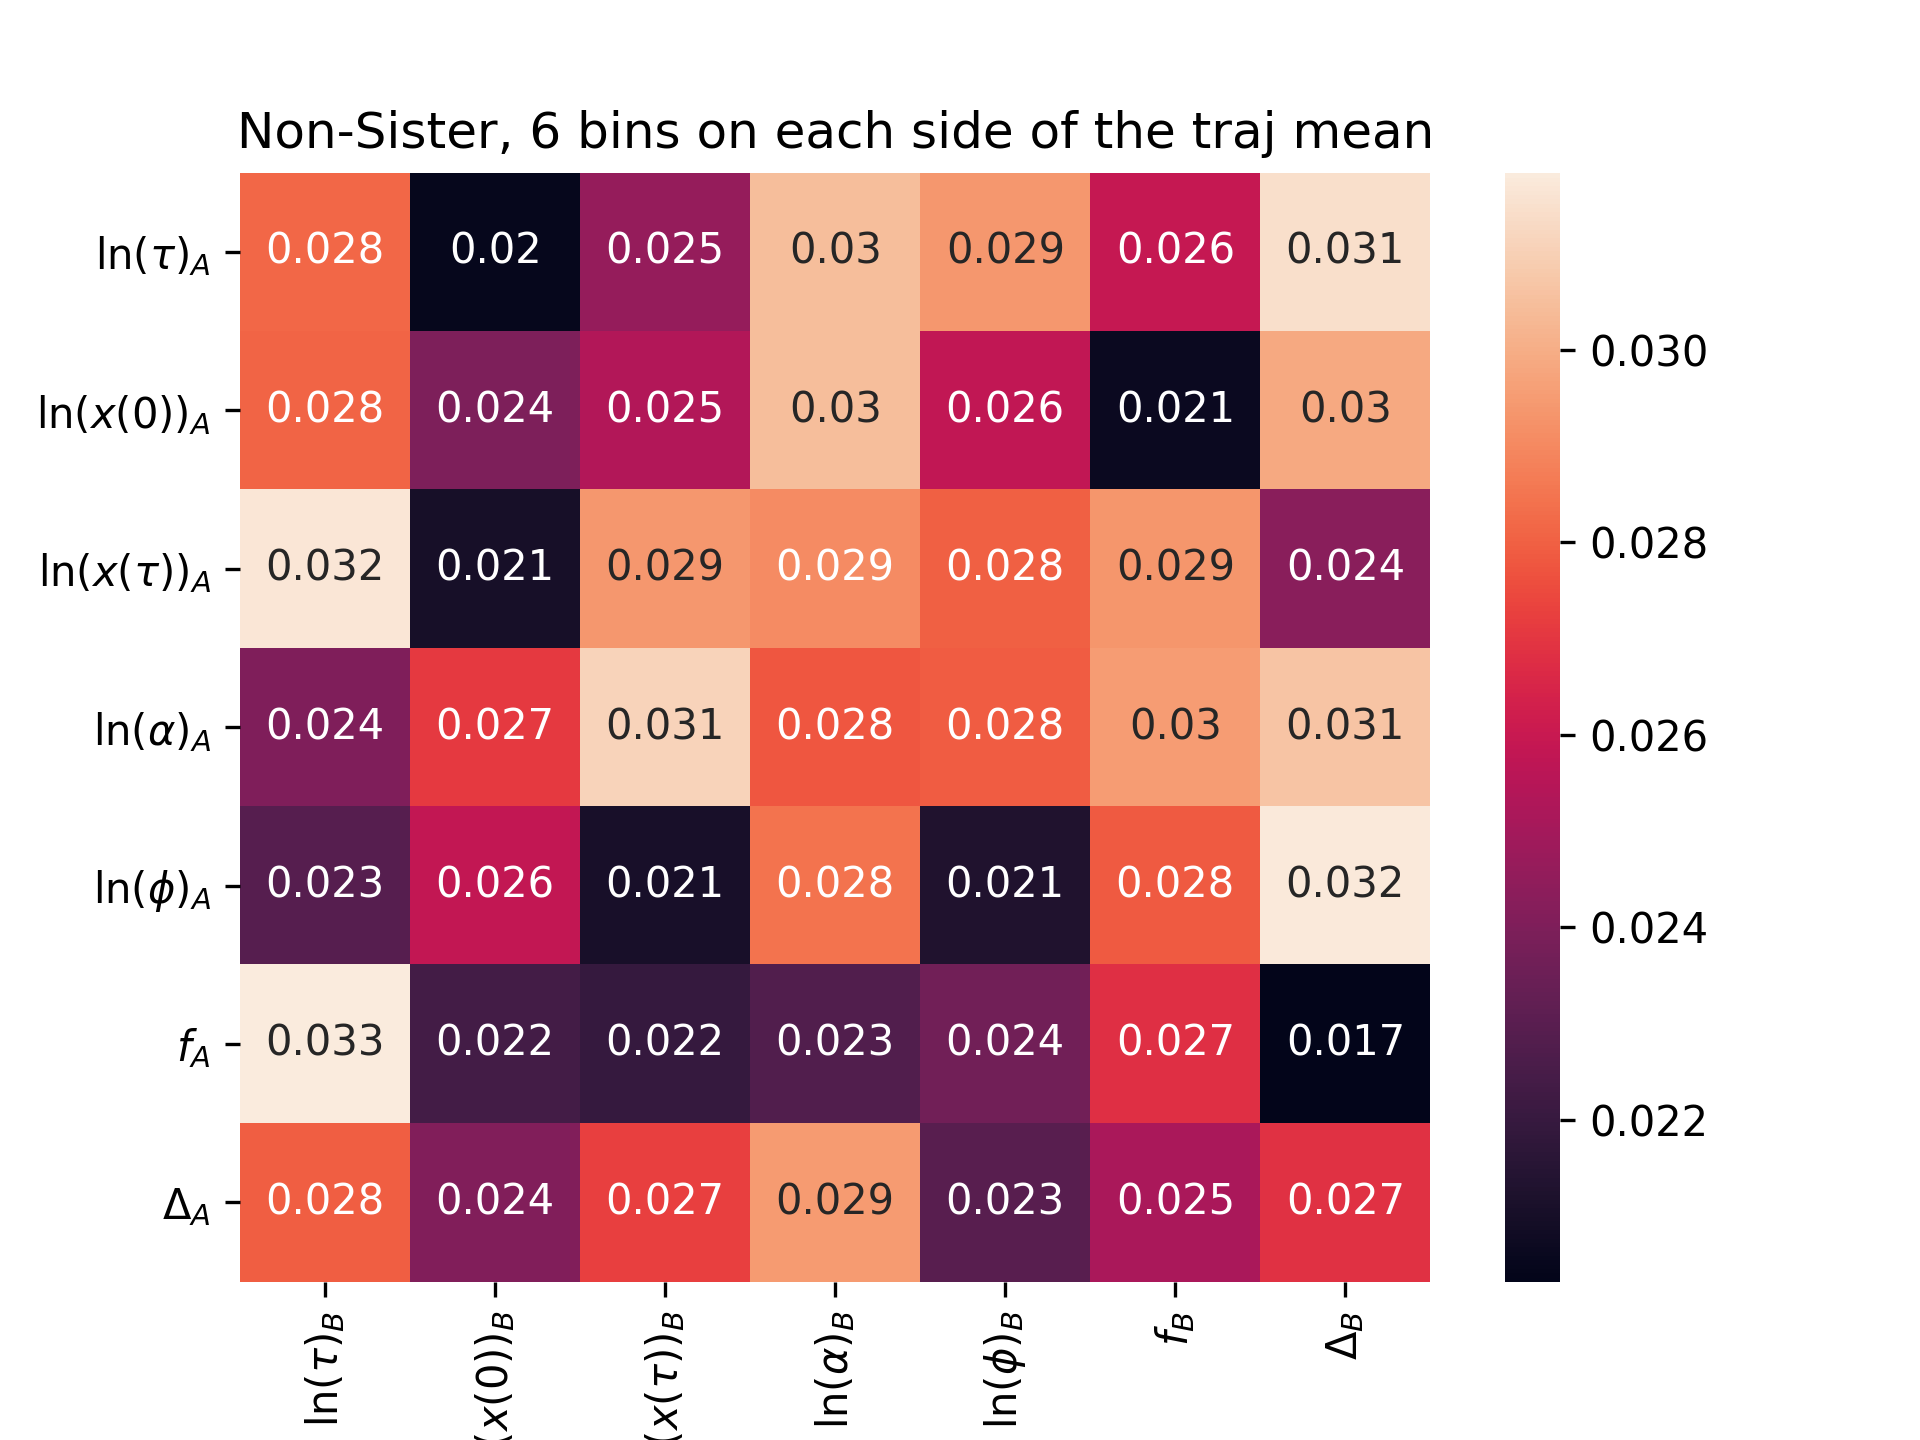 Non-Sister, 6 bins on each side of the traj mean
ln(τ)A 0.028 0.02 0.025 0.03 0.029 0.026 0.031
ln(x(0))A 0.028 0.024 0.025 0.03 0.026 0.021 0.03
ln(x(τ))A 0.032 0.021 0.029 0.029 0.028 0.029 0.024
ln(α)A 0.024 0.027 0.031 0.028 0.028 0.03 0.031
ln(ϕ)A 0.023 0.026 0.021 0.028 0.021 0.028 0.032
fA 0.033 0.022 0.022 0.023 0.024 0.027 0.017
ΔA 0.028 0.024 0.027 0.029 0.023 0.025 0.027
ln(τ)B
(x(0))B
(x(τ))B
ln(α)B
ln(ϕ)B
fB
ΔB
0.030
0.028
0.026
0.024
0.022